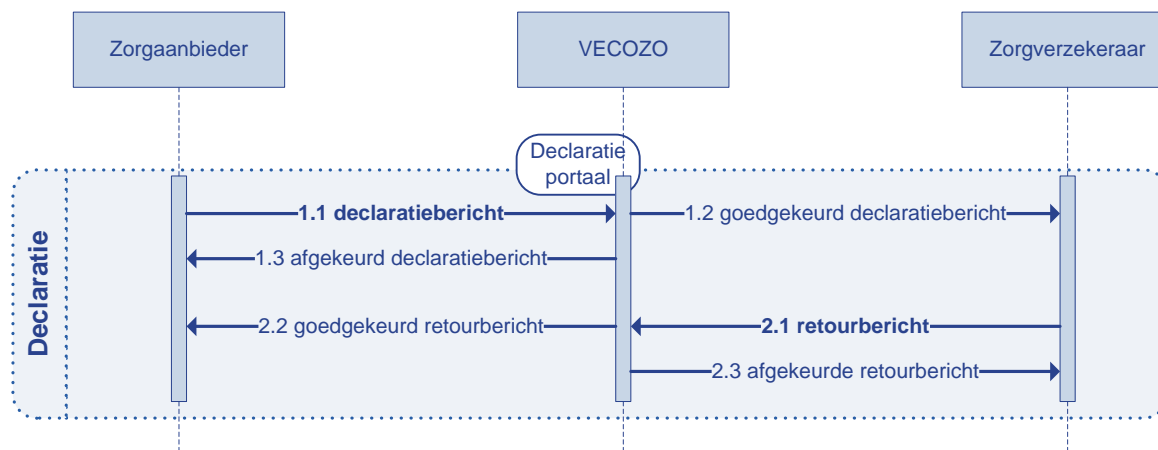 Zorgaanbieder
VECOZO
Zorgverzekeraar
Declaratie
portaal
Declaratie
1.1 declaratiebericht
1.2 goedgekeurd declaratiebericht
1.3 afgekeurd declaratiebericht
2.2 goedgekeurd retourbericht
2.1 retourbericht
2.3 afgekeurde retourbericht